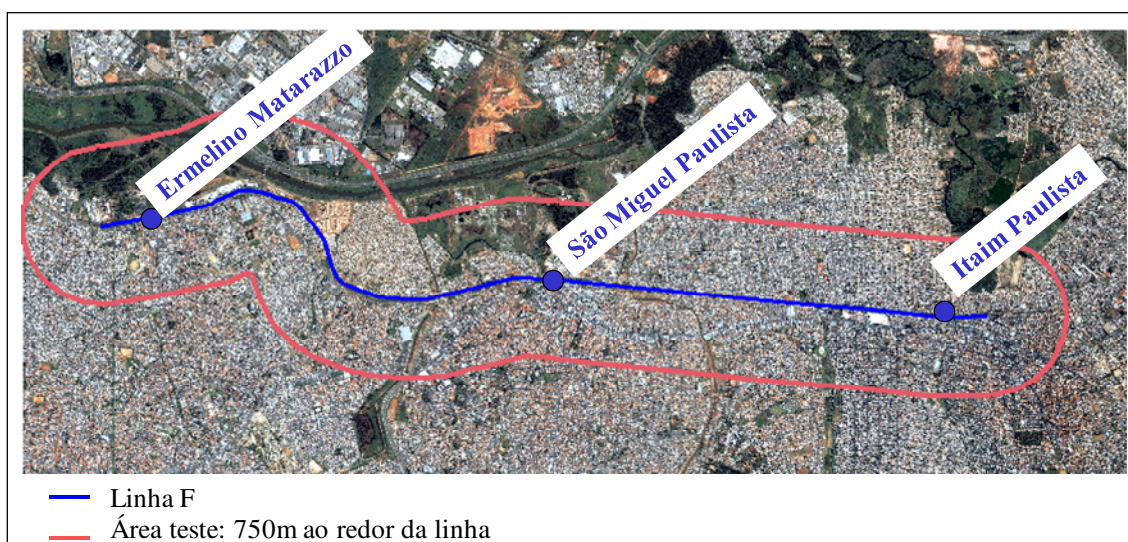 Ermelino Matarazzo
São Miguel Paulista
Itaim Paulista
Linha F
Área teste: 750m ao redor da linha